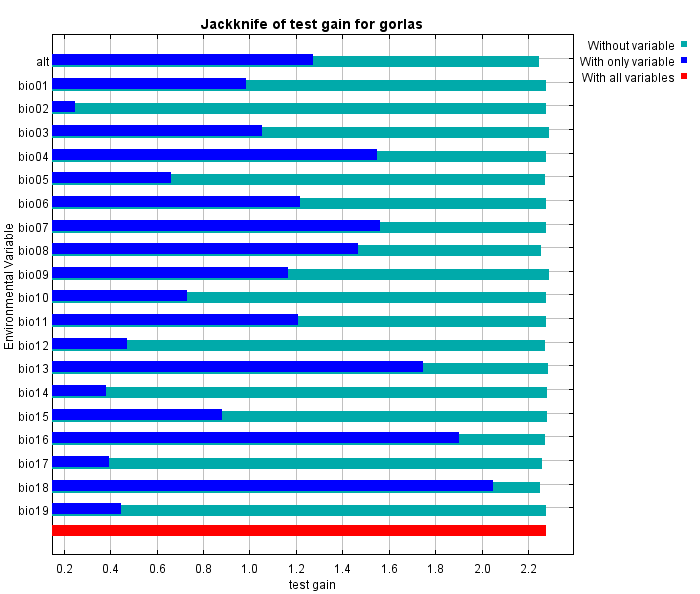 Jackknife of test gain for gorlas
Without variable
With only variable
With all variables
Environmental Variable
alt
bio01
bio02
bio03
bio04
bio05
bio06
bio07
bio08
bio09
bio10
bio11
bio12
bio13
bio14
bio15
bio16
bio17
bio18
bio19
0.2 0.4 0.6 0.8 1.0 1.2 1.4 1.6 1.8 2.0 2.2
test gain